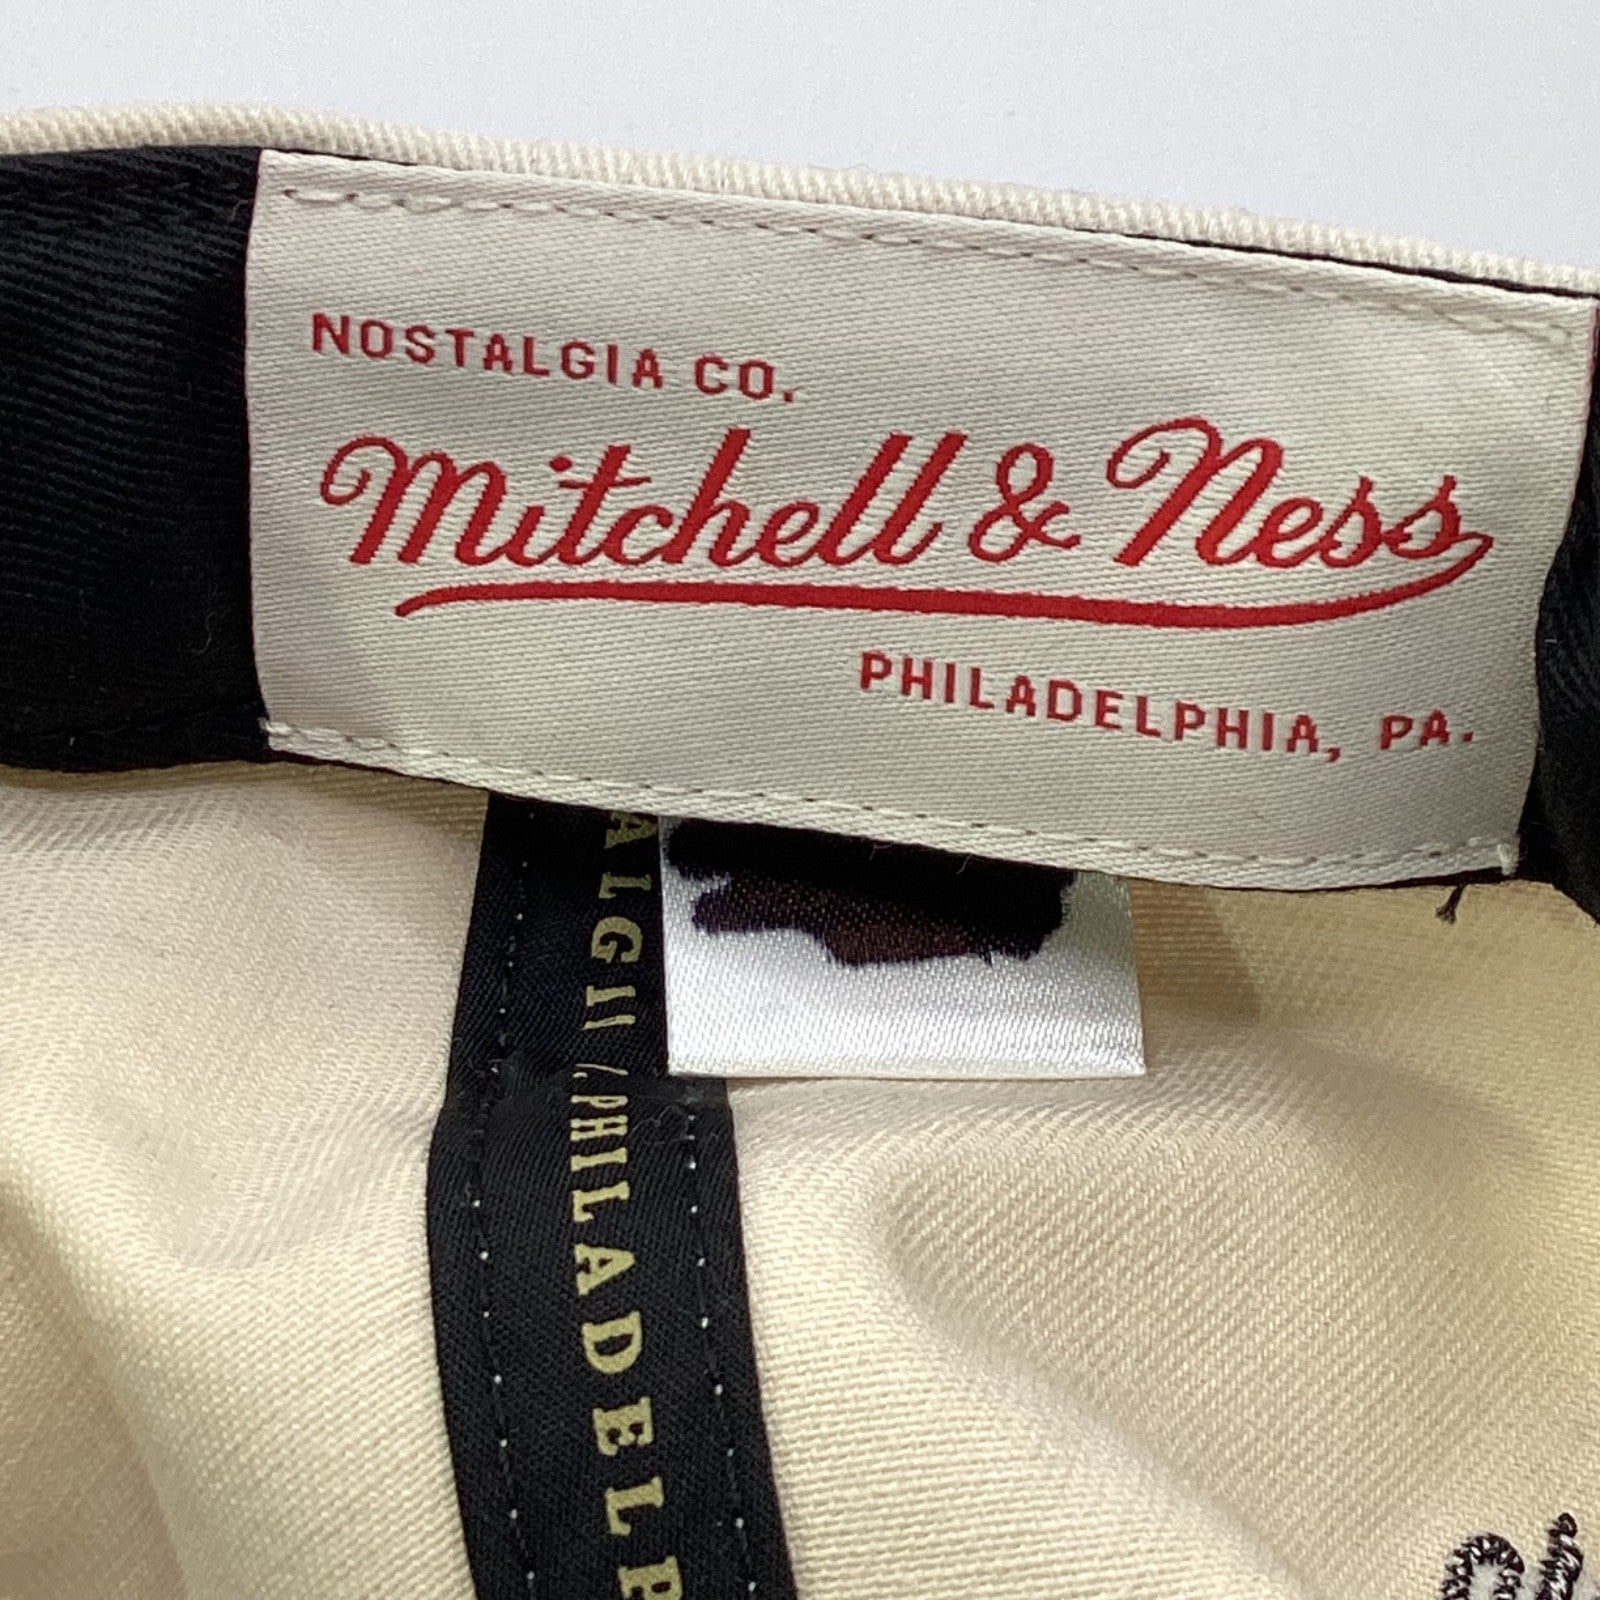 NOSTALGIA CO.
Mitchell & Ness
PHILADELPHIA, PA.